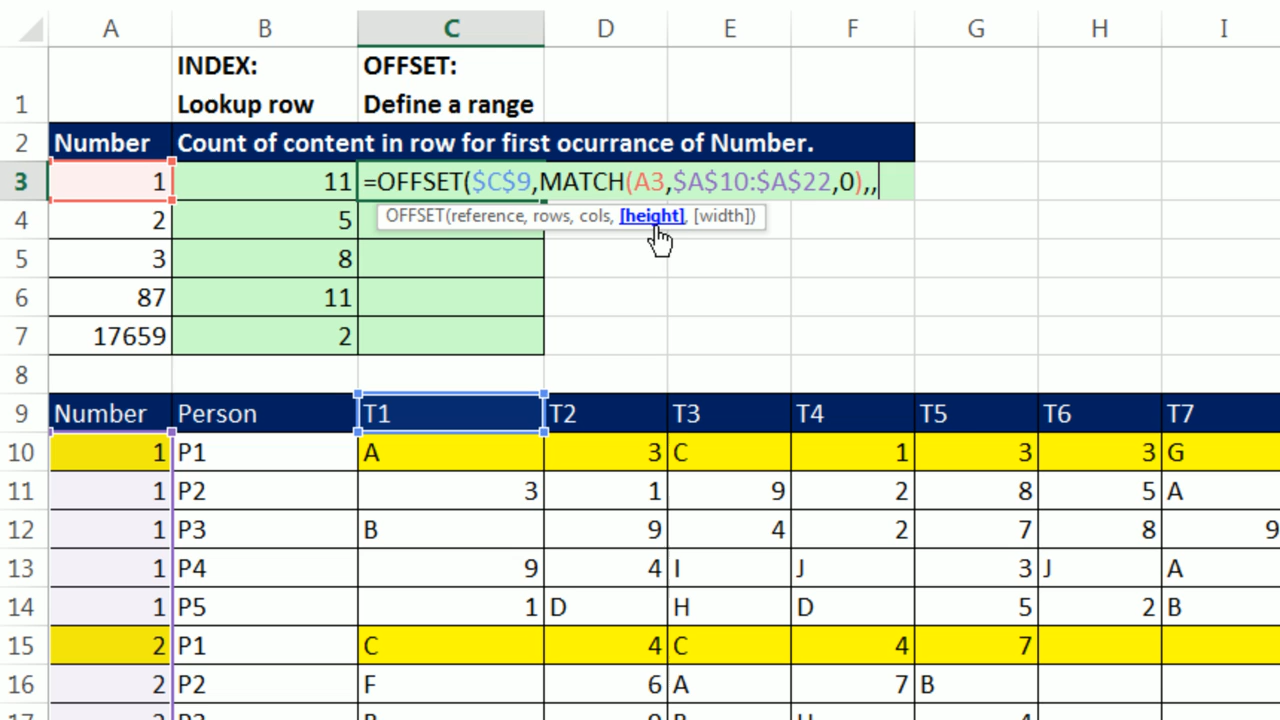 A B C D E F G H I
INDEX: OFFSET:
1 Lookup row Define a range
2 Number Count of content in row for first ocurrance of Number.
3 1 11 =OFFSET($C$9,MATCH(A3,$A$10:$A$22,0),,
4 2 5 OFFSET(reference, rows, cols, [height], [width])
5 3 8
6 87 11
7 17659 2
8
9 Number Person T1 T2 T3 T4 T5 T6 T7
10 1 P1 A 3 C 1 3 3 G
11 1 P2 3 1 9 2 8 5 A
12 1 P3 B 9 4 2 7 8 9
13 1 P4 9 4 I J 3 J A
14 1 P5 1 D H D 5 2 B
15 2 P1 C 4 C 4 7
16 2 P2 F 6 A 7 B